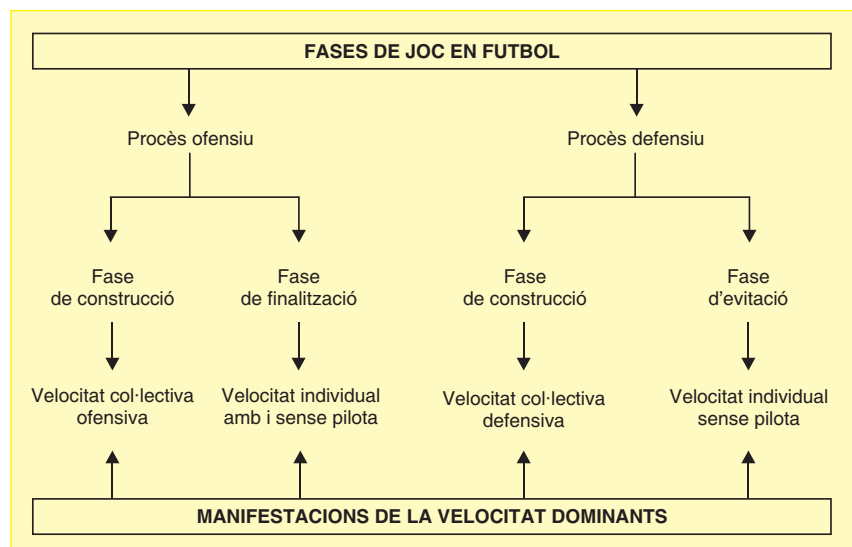 FASES DE JOC EN FUTBOL
Procès ofensiu
Procès defensiu
Fase
de construcció
Fase
de finalització
Fase
de construcció
Fase
d'evitació
Velocitat col·lectiva
ofensiva
Velocitat individual
amb i sense pilota
Velocitat col·lectiva
defensiva
Velocitat individual
sense pilota
MANIFESTACIONS DE LA VELOCITAT DOMINANTS